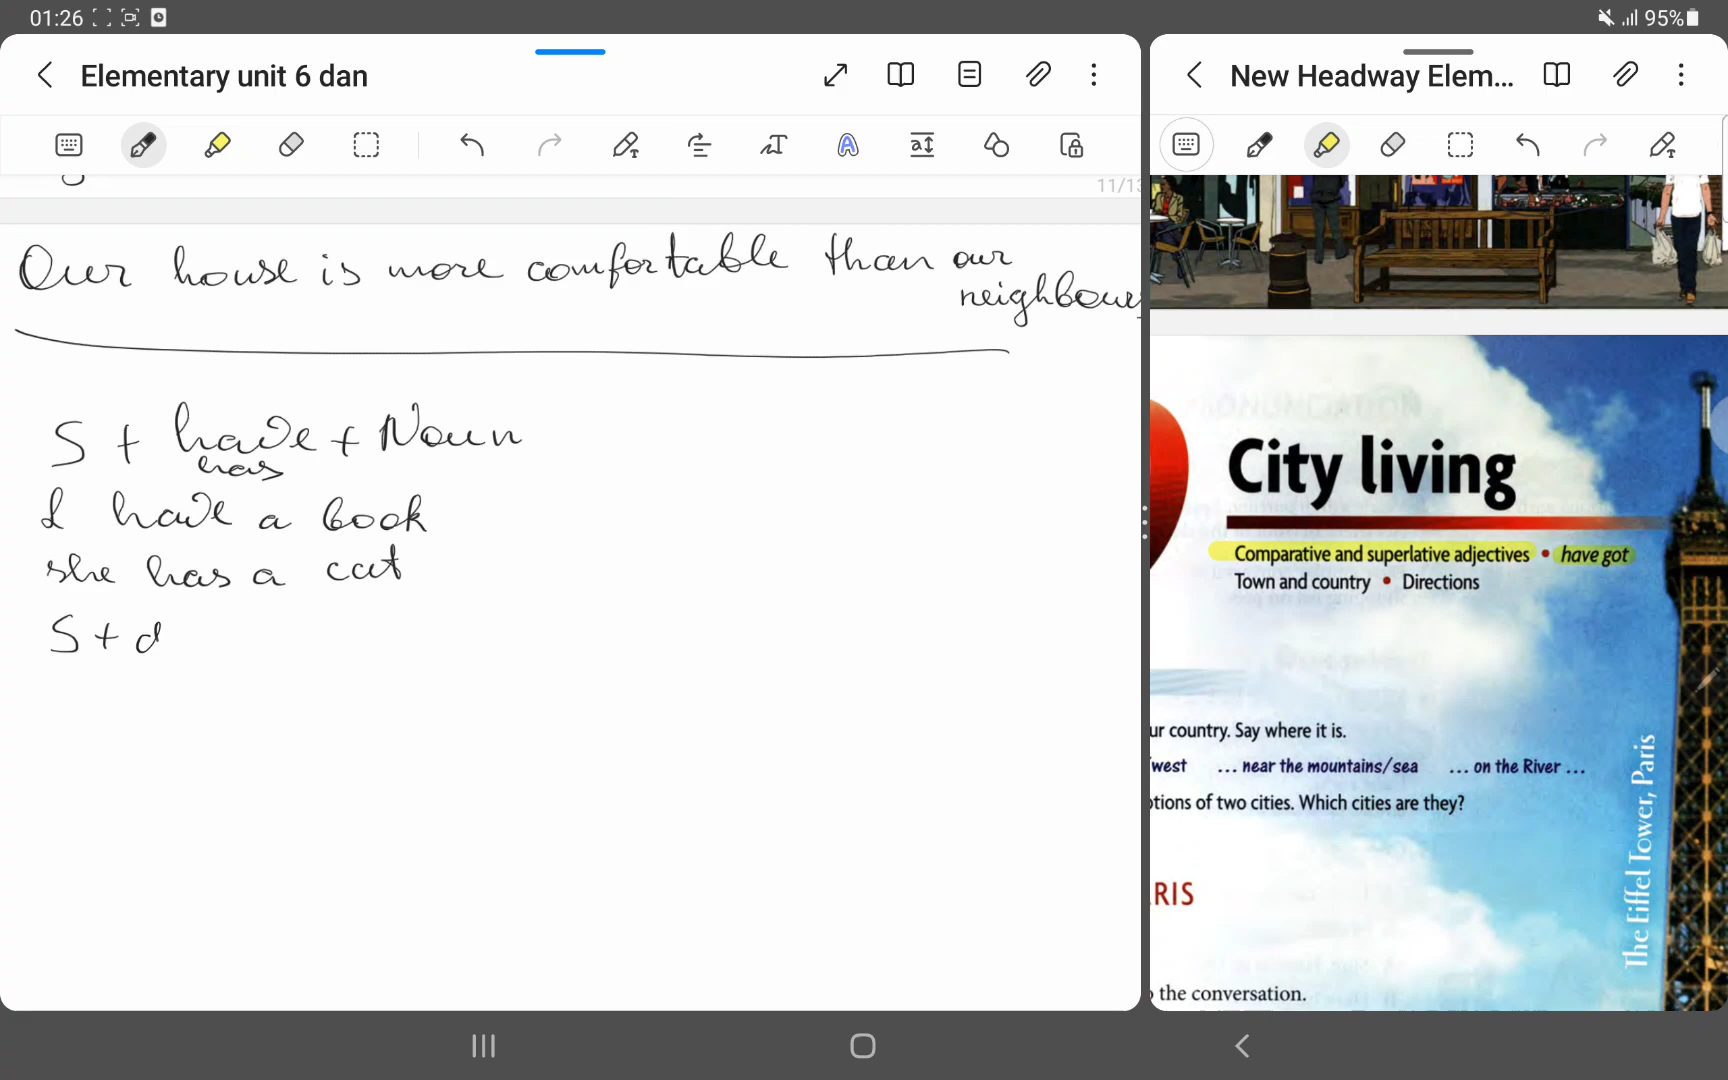 01:26
95%
Elementary unit 6 dan
11/13
Our house is more comfortable than our
neighbour
S + have + Noun
has
I have a book
she has a cat
S + d
New Headway Elem...
City living
Comparative and superlative adjectives • have got
Town and country • Directions
ur country. Say where it is.
west ... near the mountains/sea ... on the River ...
otions of two cities. Which cities are they?
RIS
the conversation.
The Eiffel Tower, Paris